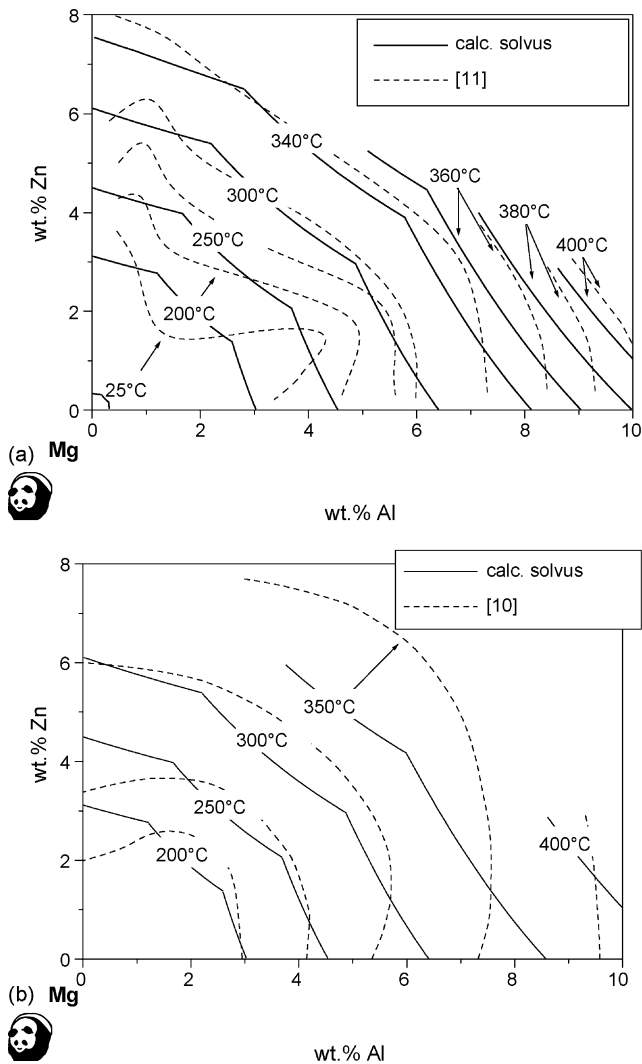 8
6
4
2
0
wt.% Zn
calc. solvus
[11]
340°C
300°C
250°C
200°C
25°C
360°C
380°C
400°C
0
2
4
6
8
10
(a) Mg
wt.% Al
8
6
4
2
0
wt.% Zn
calc. solvus
[10]
350°C
300°C
250°C
200°C
400°C
0
2
4
6
8
10
(b) Mg
wt.% Al